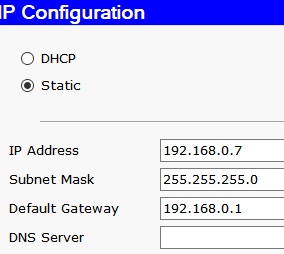 IP Configuration
DHCP
Static
IP Address 192.168.0.7
Subnet Mask 255.255.255.0
Default Gateway 192.168.0.1
DNS Server